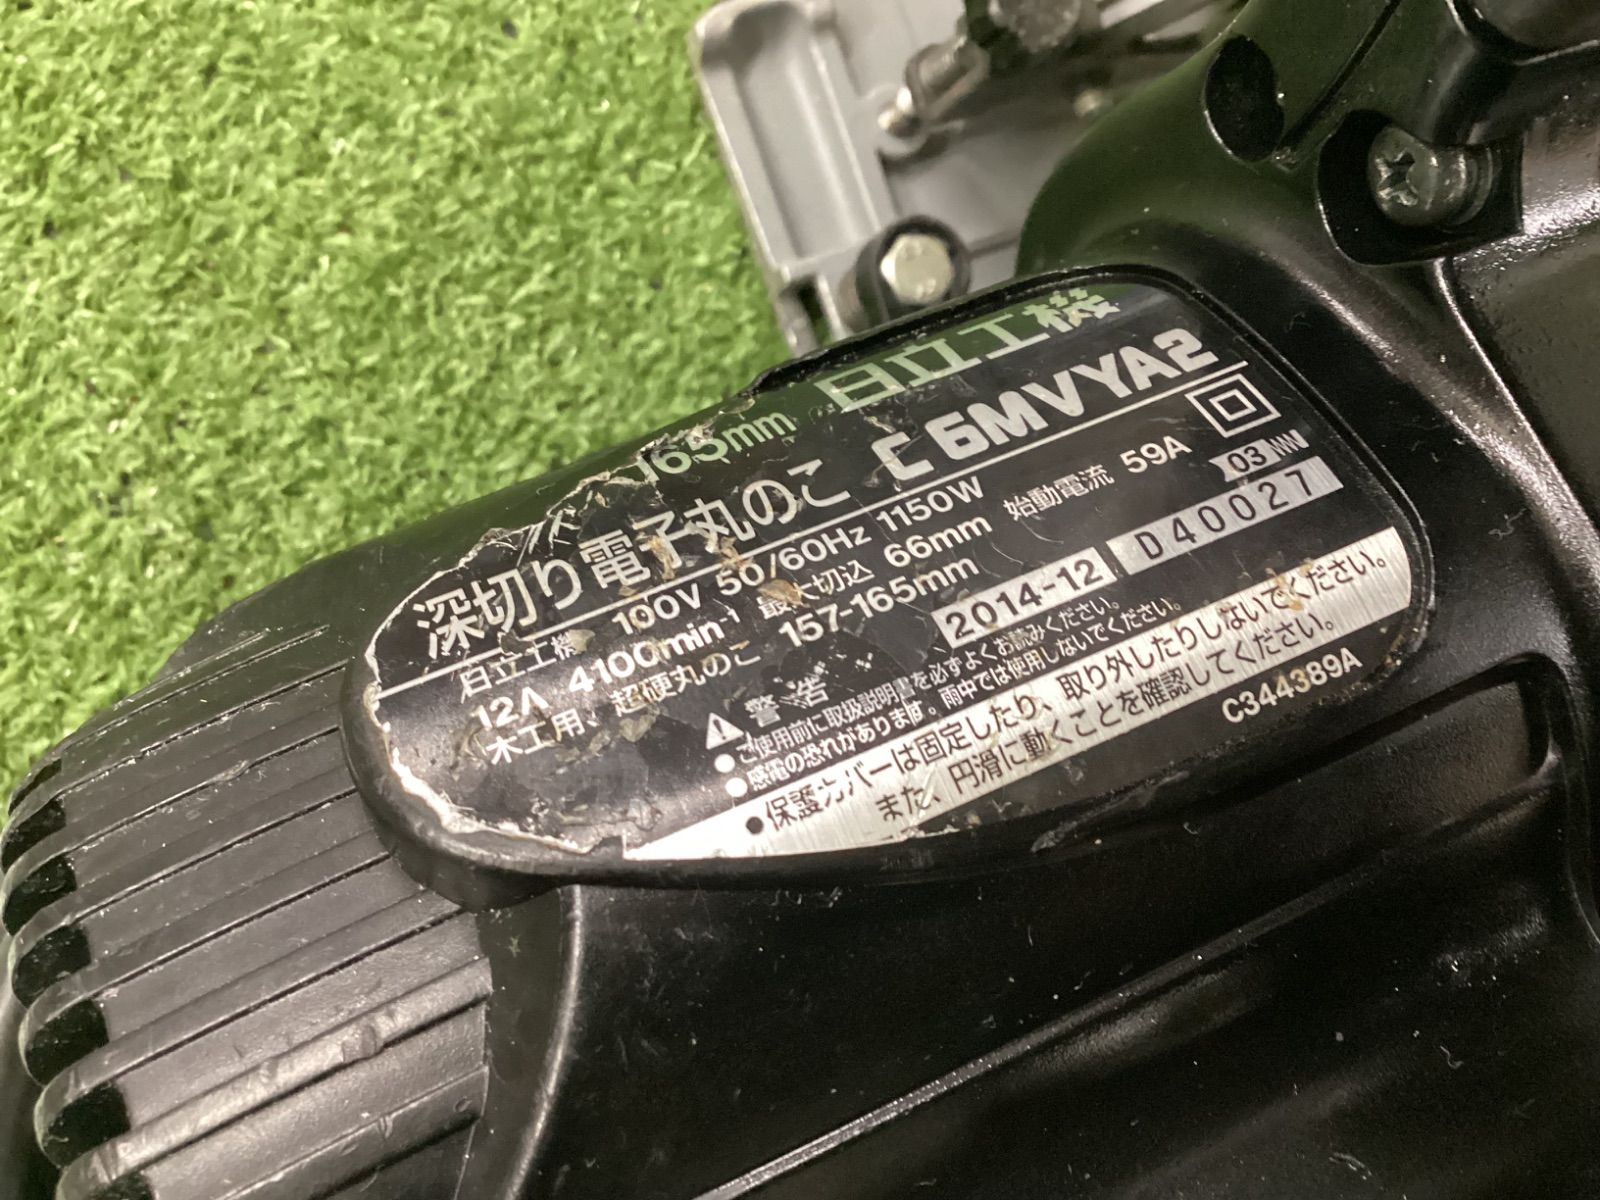 165mm 日立工機
深切り電子丸のこ C 6MVYA2
日立工機 100V 50/60Hz 1150W
12A 4100min⁻¹ 最大切込 66mm 始動電流 59A
木工用、超硬丸のこ 157-165mm
03
2014-12 D40027
⚠警告
●ご使用前に取扱説明書を必ずよくお読みください。
●感電の恐れがあります。雨中では使用しないでください。
●保護カバーは固定したり、取り外したりしないでください。
また、円滑に動くことを確認してください。
C344389A